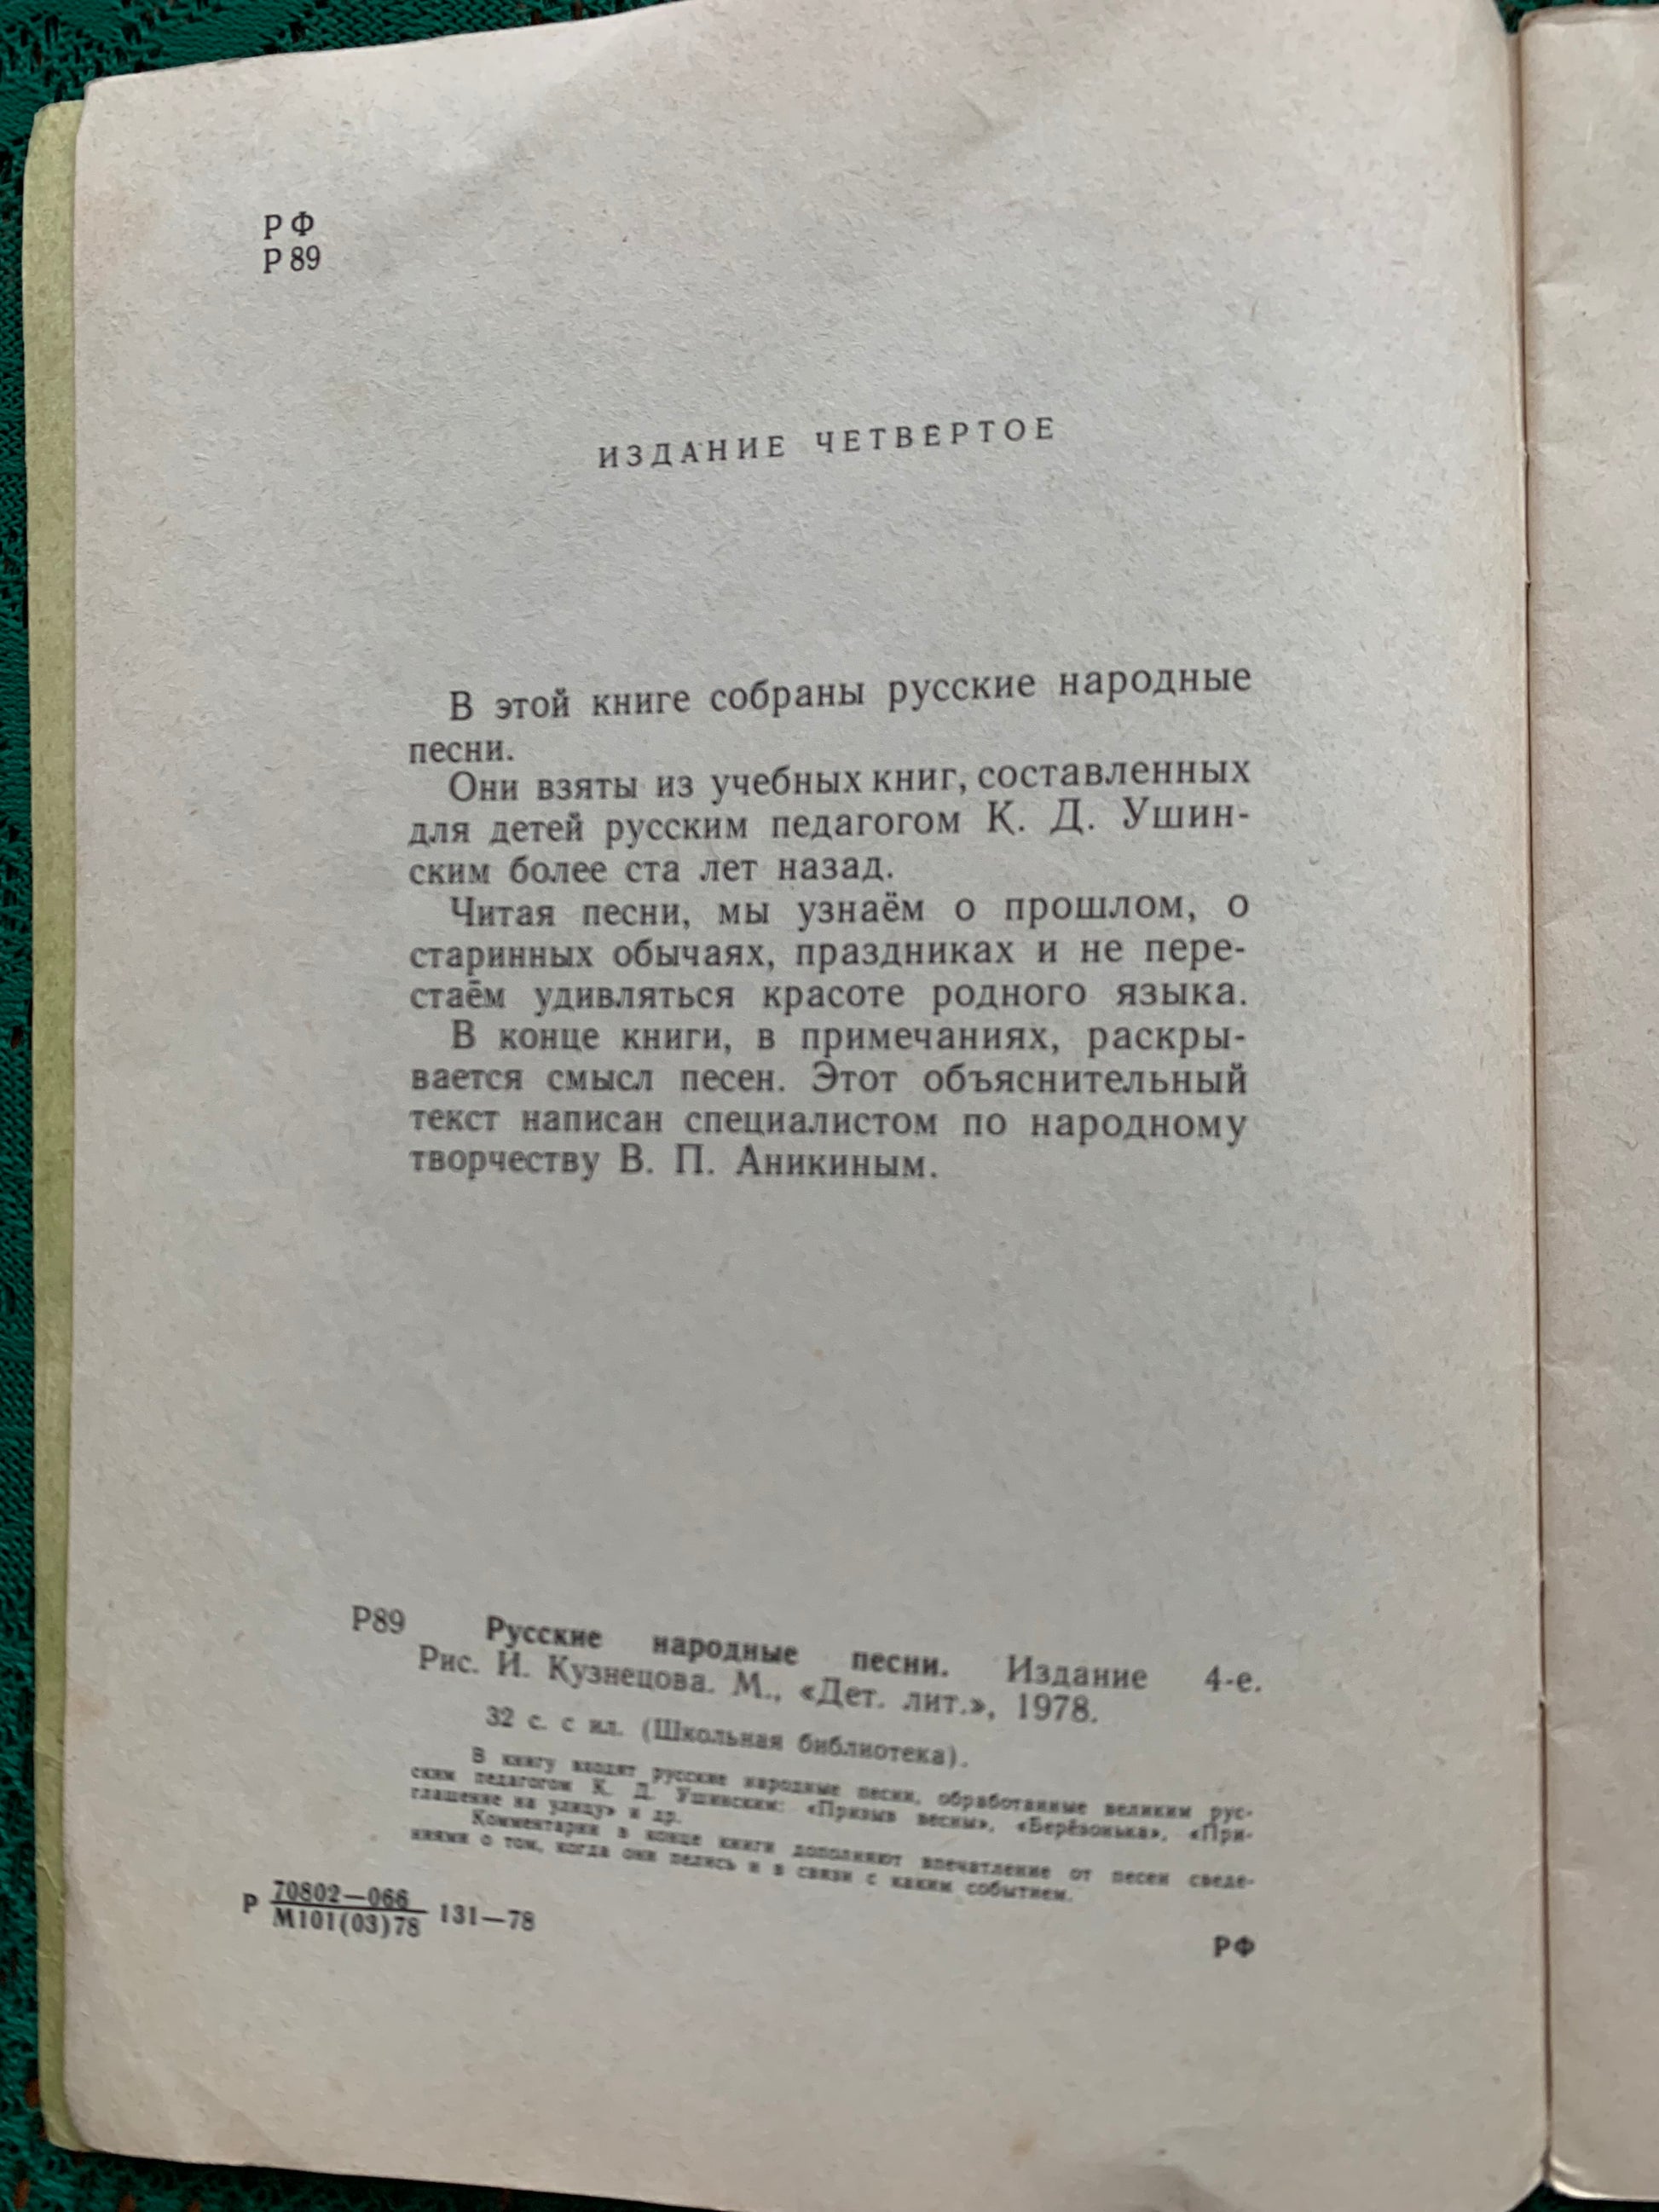 Р Ф
Р 89
ИЗДАНИЕ ЧЕТВЕРТОЕ
В этой книге собраны русские народные
песни.
Они взяты из учебных книг, составленных
для детей русским педагогом К. Д. Ушин-
ским более ста лет назад.
Читая песни, мы узнаём о прошлом, о
старинных обычаях, праздниках и не пере-
стаём удивляться красоте родного языка.
В конце книги, в примечаниях, раскры-
вается смысл песен. Этот объяснительный
текст написан специалистом по народному
творчеству В. П. Аникиным.
Р89 Русские народные песни. Издание 4-е.
Рис. И. Кузнецова. М., «Дет. лит.», 1978.
32 с. с ил. (Школьная библиотека).
В книгу входят русские народные песни, обработанные великим рус-
ским педагогом К. Д. Ушинским: «Призыв весны», «Берёзонька», «При-
глашение на улицу» и др.
Комментарии в конце книги дополняют впечатление от песен сведе-
ниями о том, когда они пелись и в связи с каким событием.
70802—066
Р М101(03)78 131—78
РФ